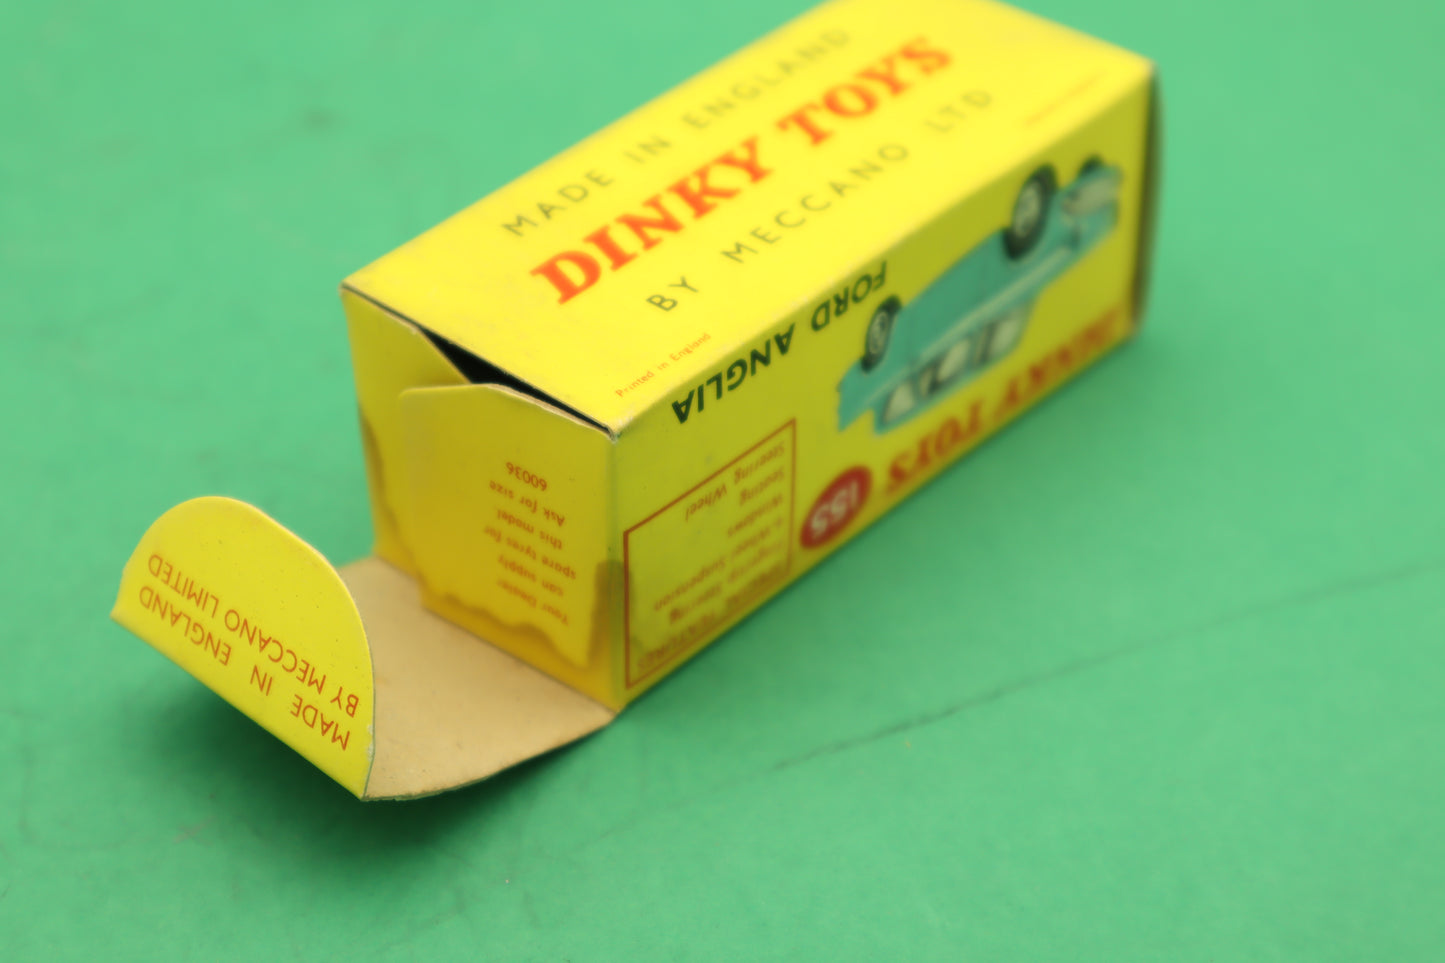 MADE IN ENGLAND
DINKY TOYS
BY MECCANO LTD
Printed in England
FORD ANGLIA
155
DINKY TOYS
Steering
Windows
Seating
Steering Wheel
Your Dealer
can supply
spare tyres for
this model.
Ask for size
60036
MADE IN ENGLAND
BY MECCANO LIMITED